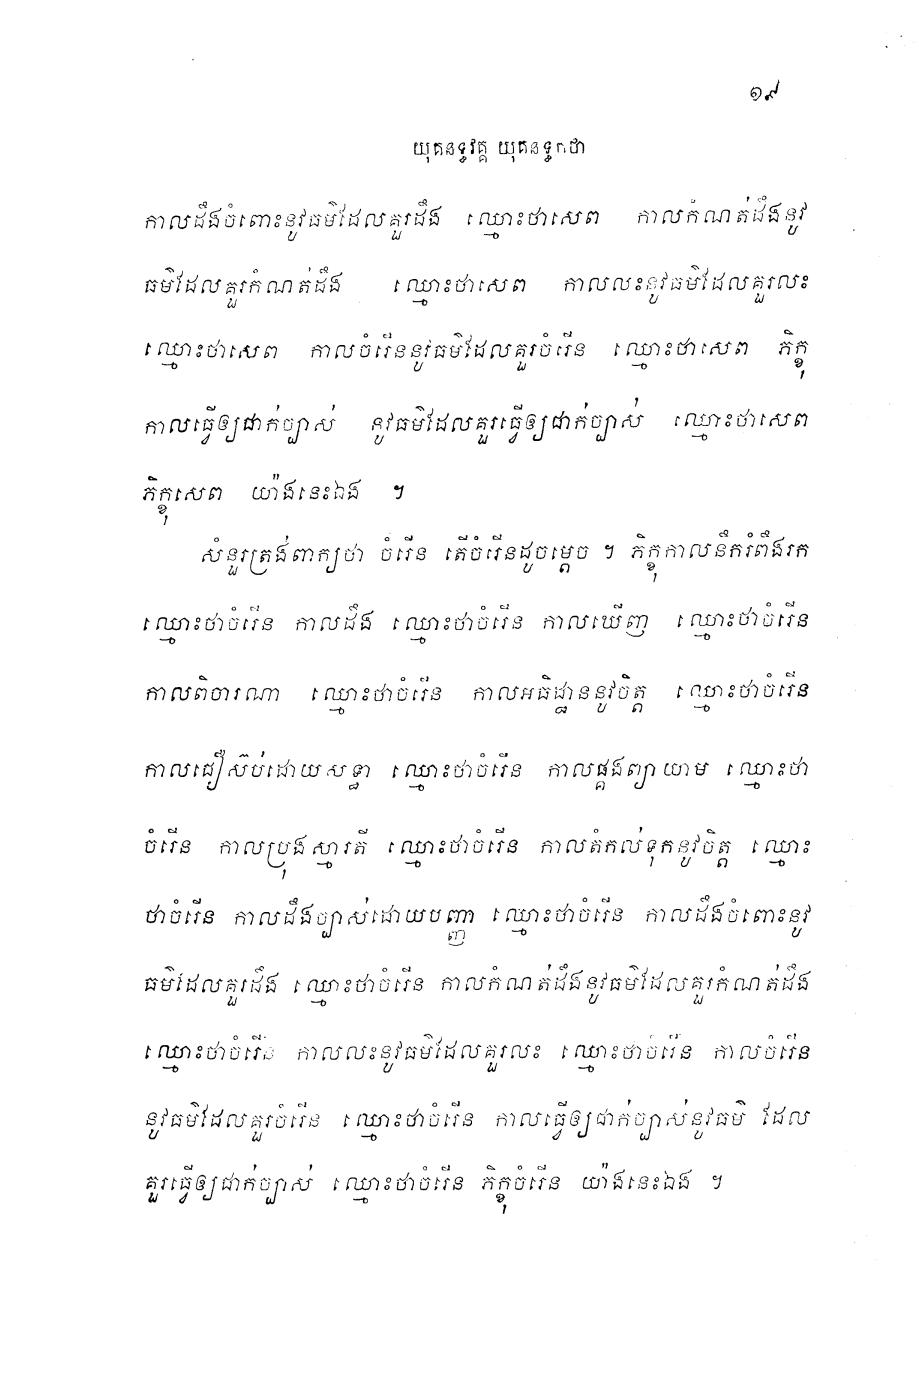 ១៩
យុគនទ្ធវគ្គ យុគនទ្ធកថា
កាលដឹងចំពោះនូវធម៌ដែលគួរដឹង ឈ្មោះថាសេព កាលកំណត់ដឹងនូវ
ធម៌ដែលគួរកំណត់ដឹង ឈ្មោះថាសេព កាលលះនូវធម៌ដែលគួរលះ
ឈ្មោះថាសេព កាលចំរើននូវធម៌ដែលគួរចំរើន ឈ្មោះថាសេព ភិក្ខុ
កាលធ្វើឲ្យជាក់ច្បាស់ នូវធម៌ដែលគួរធ្វើឲ្យជាក់ច្បាស់ ឈ្មោះថាសេព
ភិក្ខុសេព យ៉ាងនេះឯង ។
សំនួរត្រង់ពាក្យថា ចំរើន តើចំរើនដូចម្តេច ។ ភិក្ខុកាលនឹករំពឹងរក
ឈ្មោះថាចំរើន កាលដឹង ឈ្មោះថាចំរើន កាលឃើញ ឈ្មោះថាចំរើន
កាលពិចារណា ឈ្មោះថាចំរើន កាលអធិដ្ឋាននូវចិត្ត ឈ្មោះថាចំរើន
កាលជឿស៊ប់ដោយសទ្ធា ឈ្មោះថាចំរើន កាលផ្គងព្យាយាម ឈ្មោះថា
ចំរើន កាលប្រុងស្មារតី ឈ្មោះថាចំរើន កាលតំកល់ទុកនូវចិត្ត ឈ្មោះ
ថាចំរើន កាលដឹងច្បាស់ដោយបញ្ញា ឈ្មោះថាចំរើន កាលដឹងចំពោះនូវ
ធម៌ដែលគួរដឹង ឈ្មោះថាចំរើន កាលកំណត់ដឹងនូវធម៌ដែលគួរកំណត់ដឹង
ឈ្មោះថាចំរើន កាលលះនូវធម៌ដែលគួរលះ ឈ្មោះថាចំរើន កាលចំរើន
នូវធម៌ដែលគួរចំរើន ឈ្មោះថាចំរើន កាលធ្វើឲ្យជាក់ច្បាស់នូវធម៌ ដែល
គួរធ្វើឲ្យជាក់ច្បាស់ ឈ្មោះថាចំរើន ភិក្ខុចំរើន យ៉ាងនេះឯង ។